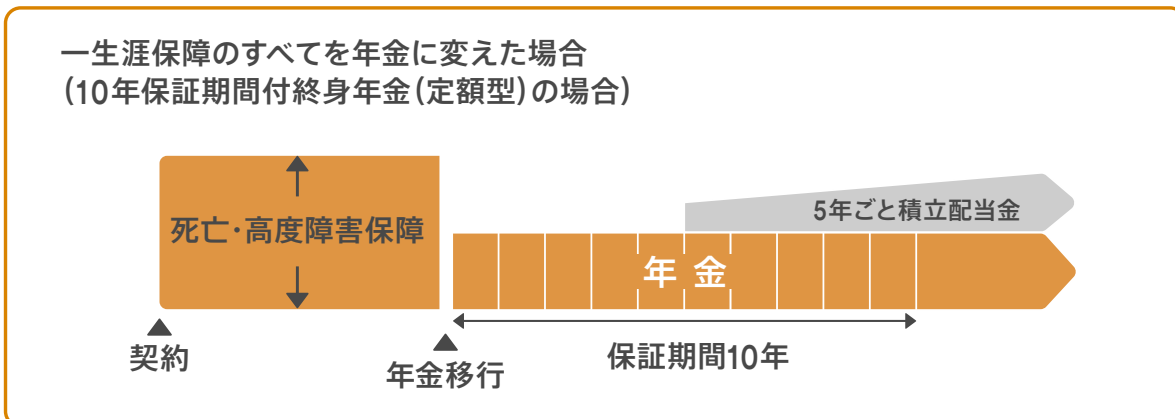 一生涯保障のすべてを年金に変えた場合
（10年保証期間付終身年金（定額型）の場合）
死亡・高度障害保障
5年ごと積立配当金
年金
契約
年金移行
保証期間10年